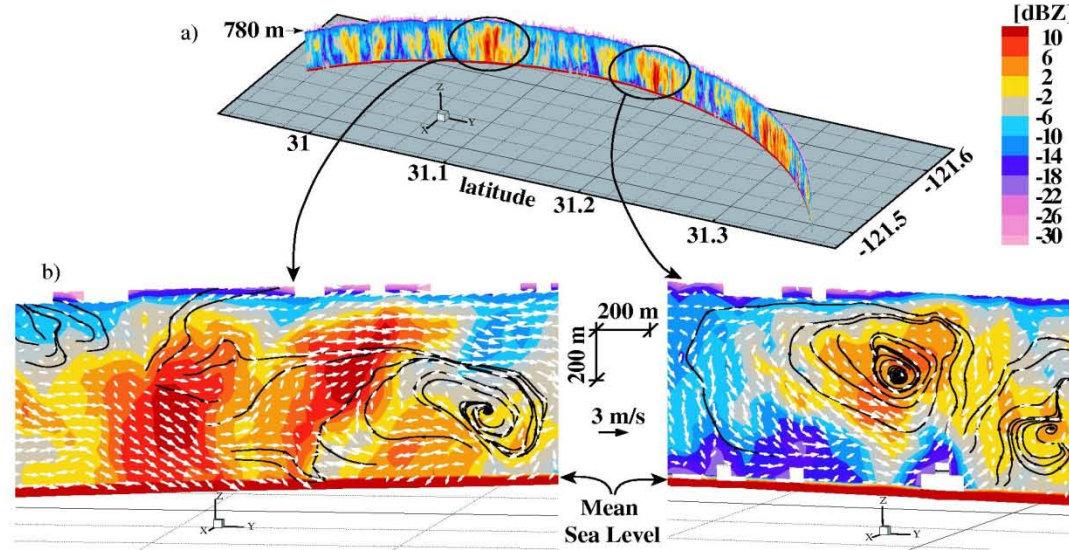 [dBZ]
10
6
2
-2
-6
-10
-14
-18
-22
-26
-30
a)
780 m
Z
X
Y
31
31.1
latitude
31.2
31.3
-121.5
-121.6
b)
200 m
200 m
3 m/s
Mean
Sea Level
Z
X
Y
Z
X
Y